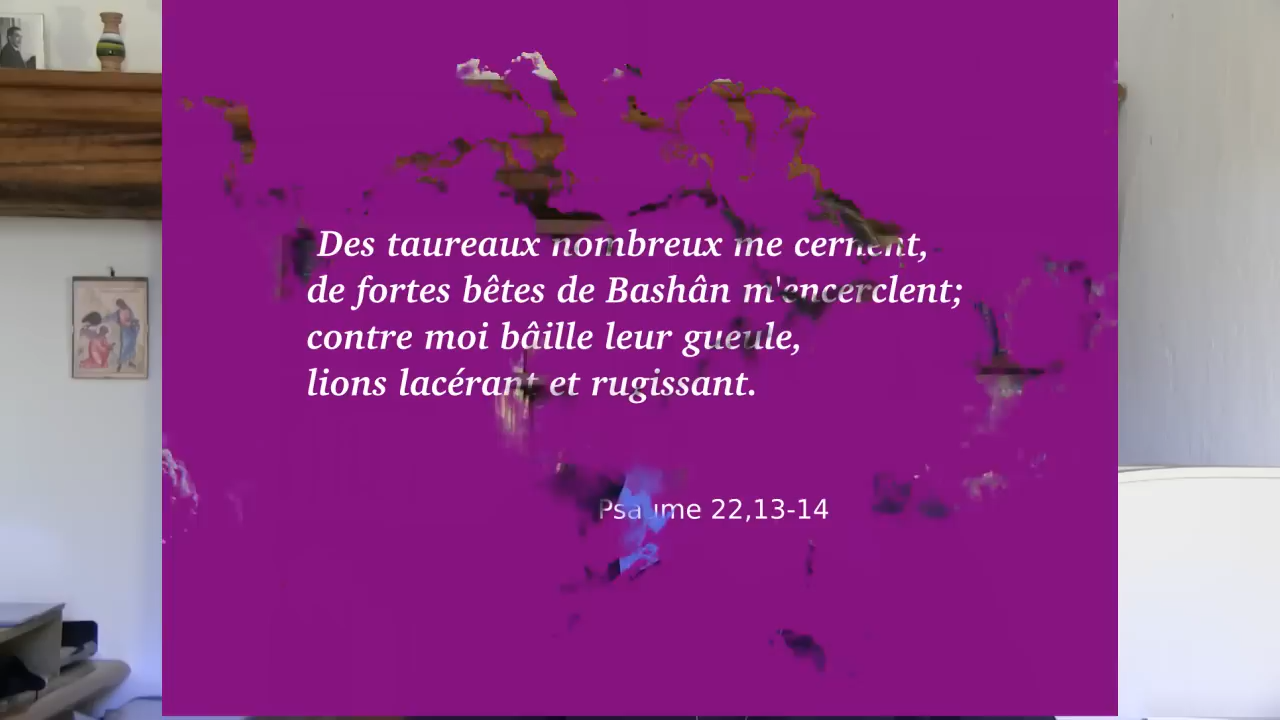 Des taureaux nombreux me cernent,
de fortes bêtes de Bashân m'encerclent;
contre moi bâille leur gueule,
lions lacérant et rugissant.
Psaume 22,13-14